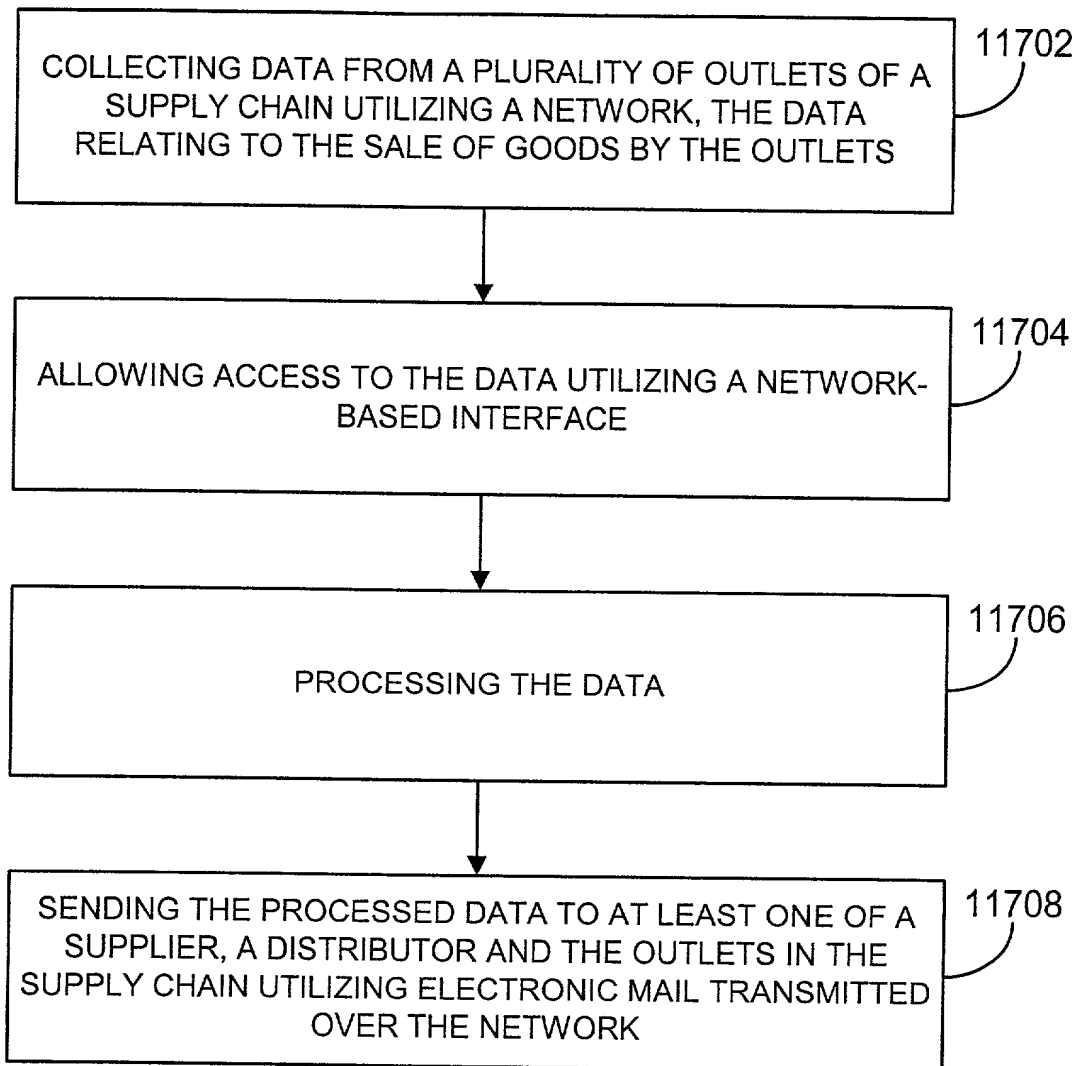 11702
COLLECTING DATA FROM A PLURALITY OF OUTLETS OF A
SUPPLY CHAIN UTILIZING A NETWORK, THE DATA
RELATING TO THE SALE OF GOODS BY THE OUTLETS
11704
ALLOWING ACCESS TO THE DATA UTILIZING A NETWORK-
BASED INTERFACE
11706
PROCESSING THE DATA
11708
SENDING THE PROCESSED DATA TO AT LEAST ONE OF A
SUPPLIER, A DISTRIBUTOR AND THE OUTLETS IN THE
SUPPLY CHAIN UTILIZING ELECTRONIC MAIL TRANSMITTED
OVER THE NETWORK